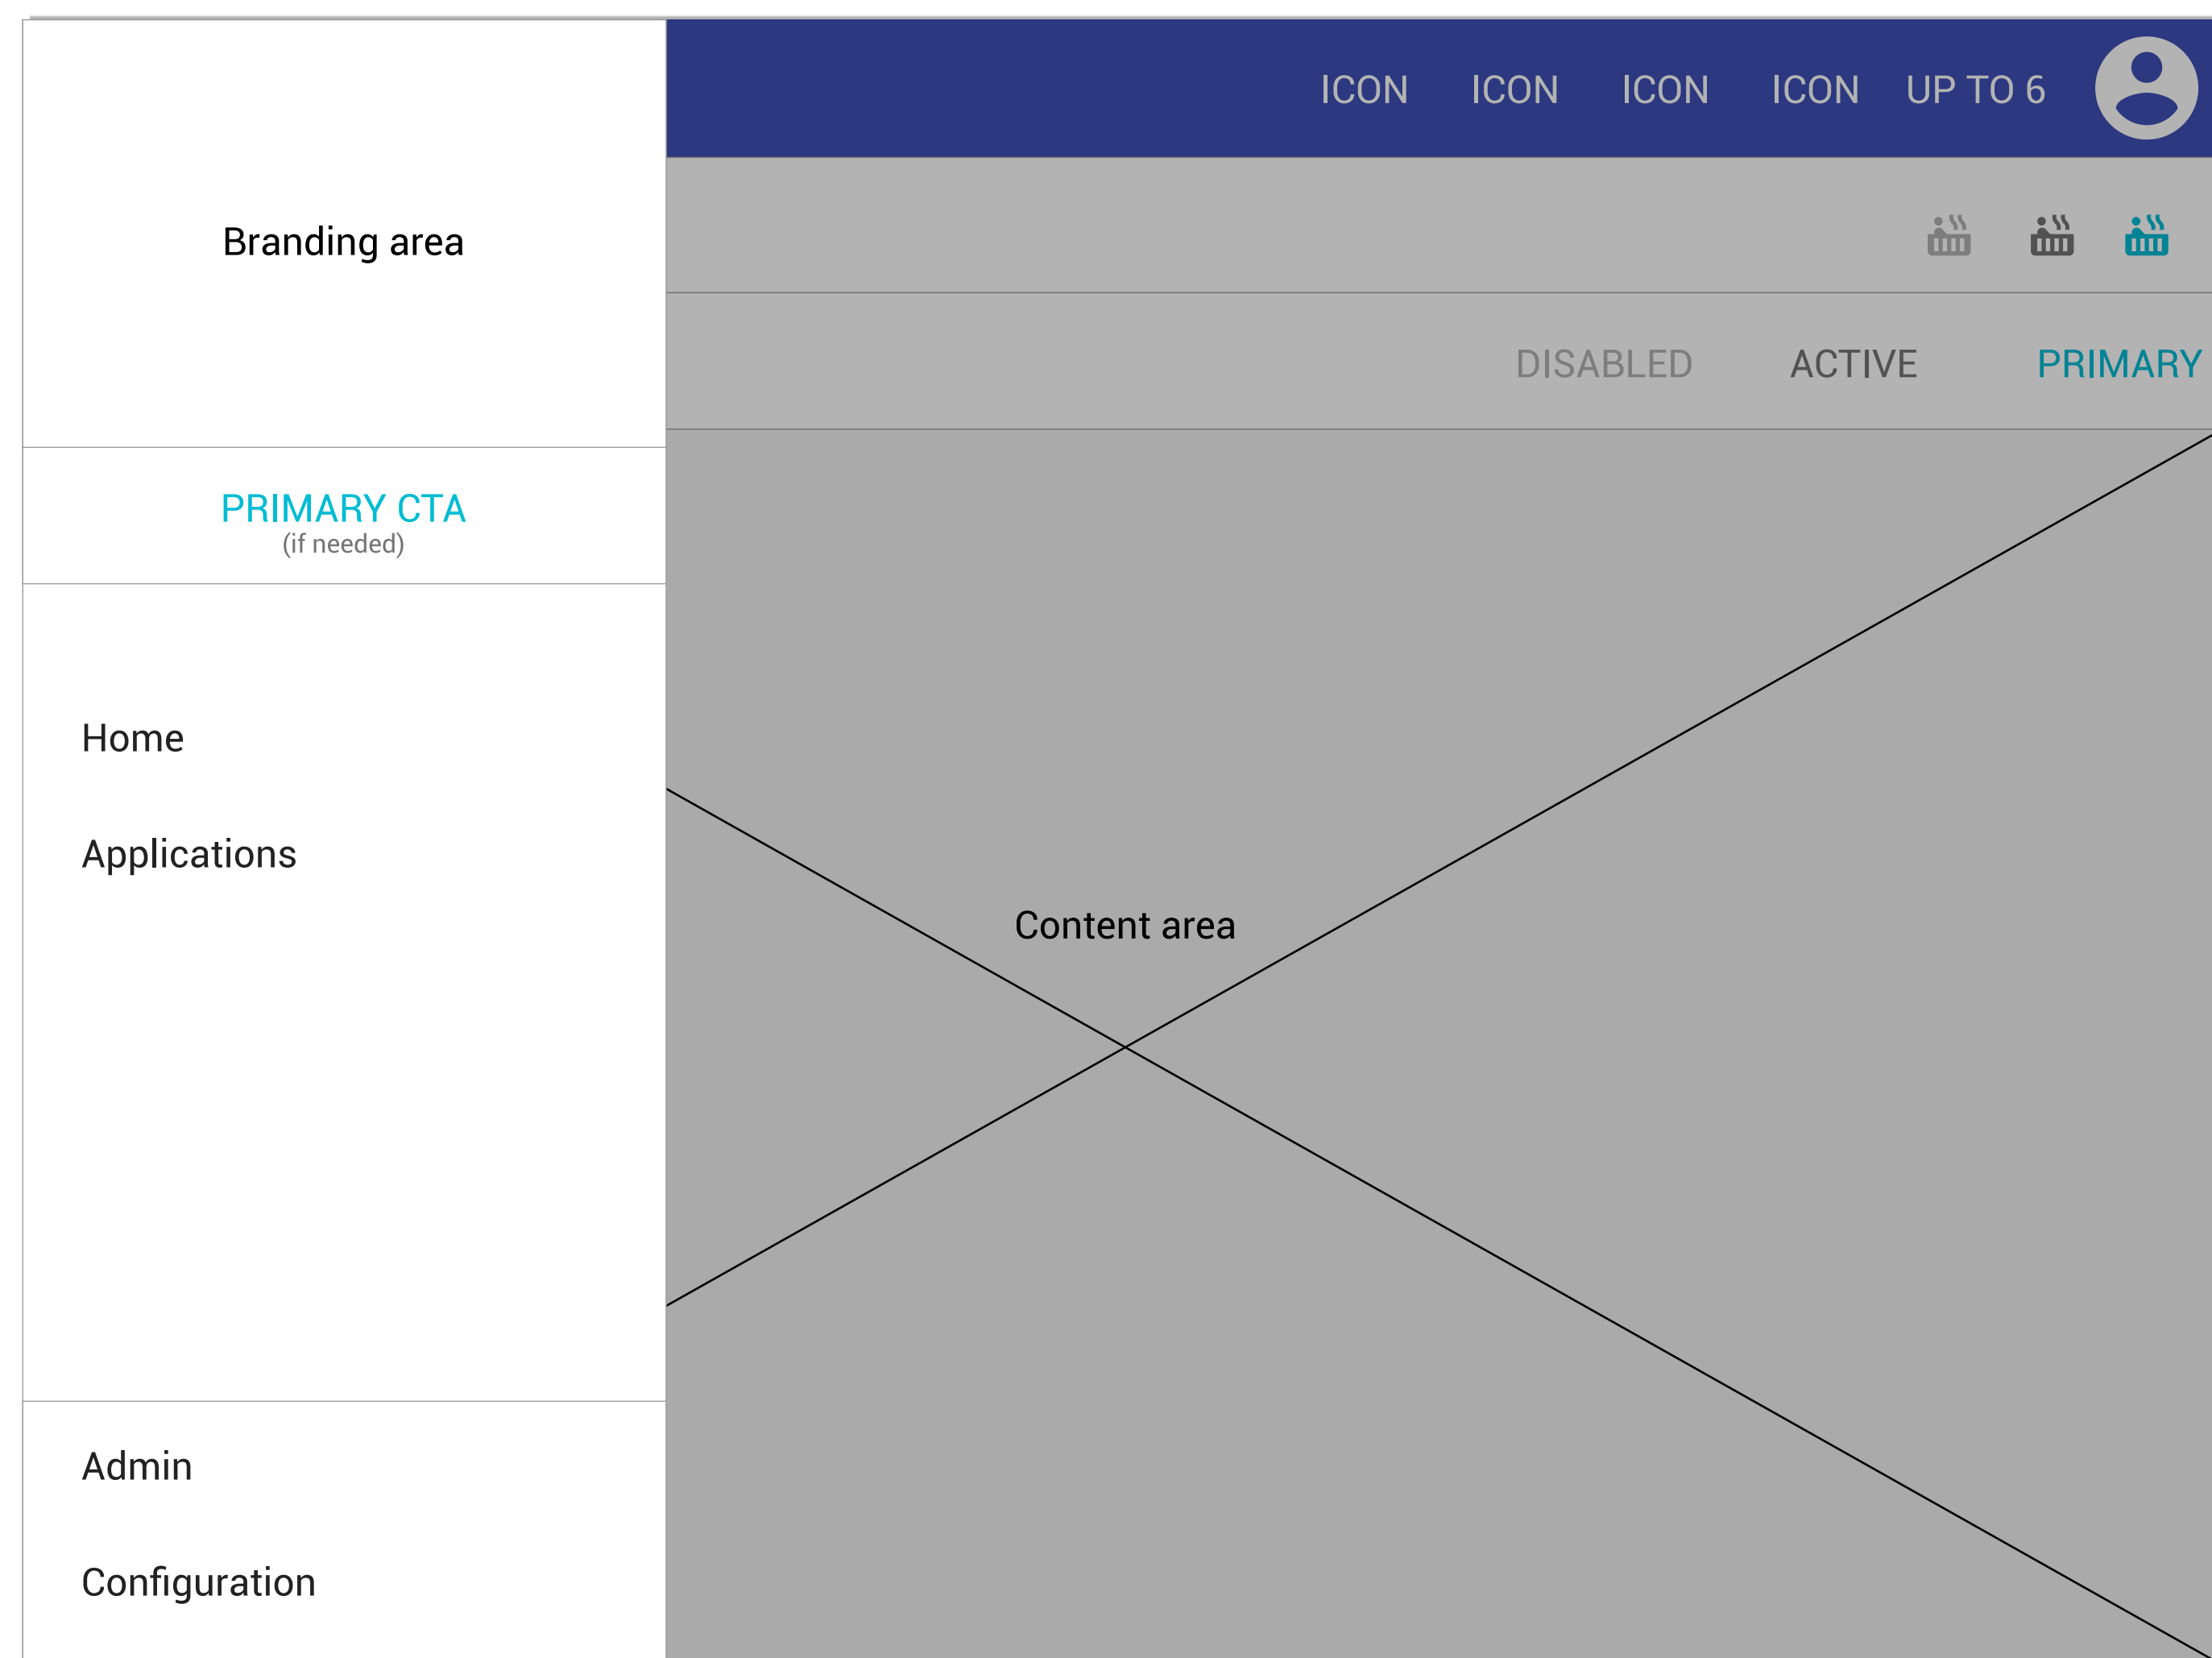 Branding area
PRIMARY CTA
(if needed)
Home
Applications
Admin
Configuration
ICON ICON ICON ICON UP TO 6
DISABLED ACTIVE PRIMARY
Content area